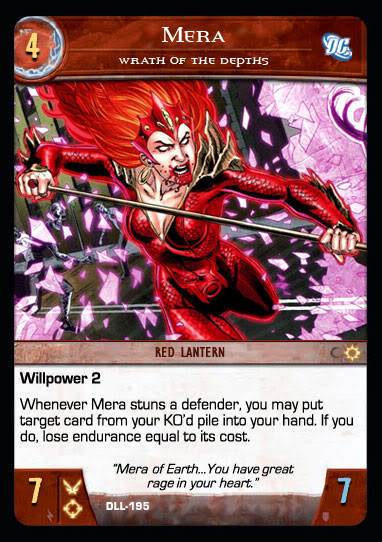 4
Mera
WRATH OF THE DEPTHS
DC
RED LANTERN
Willpower 2
Whenever Mera stuns a defender, you may put
target card from your KO'd pile into your hand. If you
do, lose endurance equal to its cost.
"Mera of Earth...You have great
rage in your heart."
7
7
DLL-195